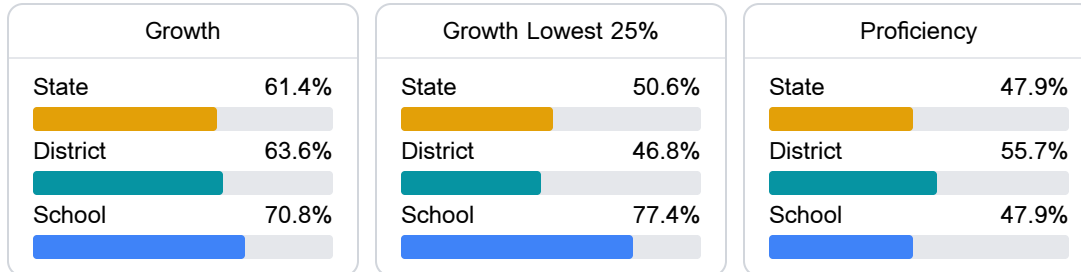 Growth
State 61.4%
District 63.6%
School 70.8%
Growth Lowest 25%
State 50.6%
District 46.8%
School 77.4%
Proficiency
State 47.9%
District 55.7%
School 47.9%